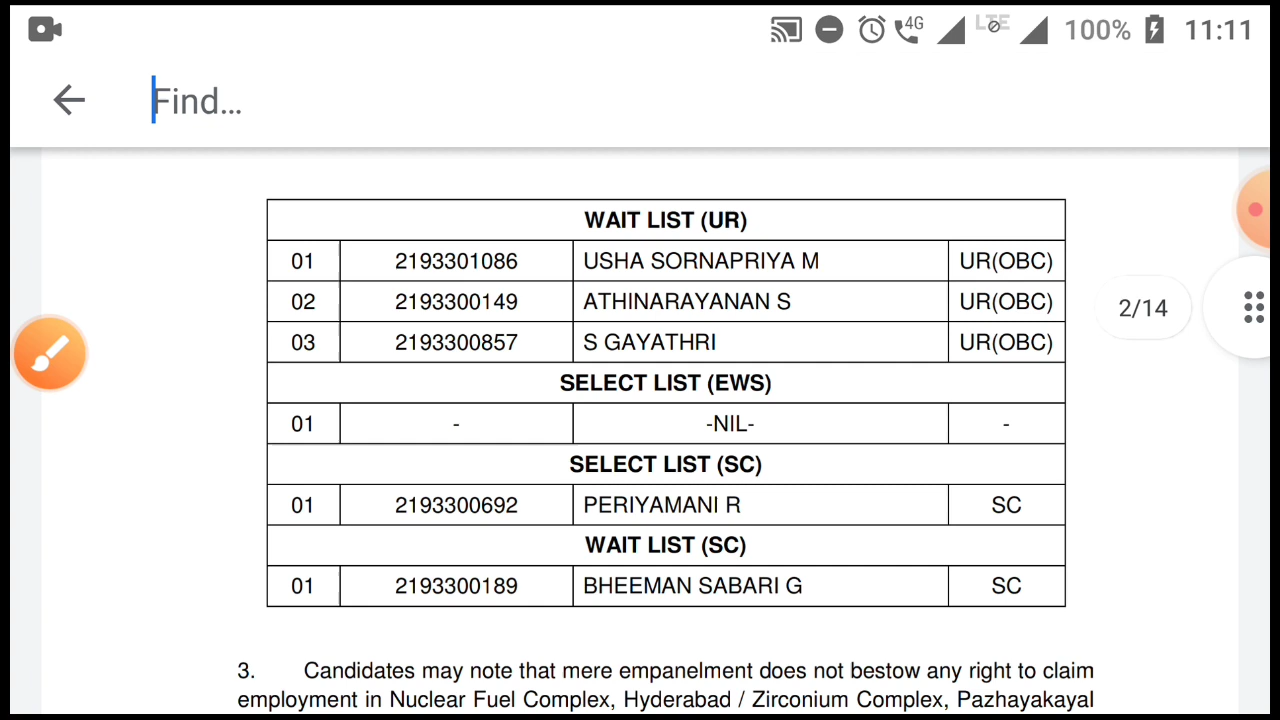 4G LTE 100% 11:11
Find...
WAIT LIST (UR)
01 2193301086 USHA SORNAPRIYA M UR(OBC)
02 2193300149 ATHINARAYANAN S UR(OBC)
03 2193300857 S GAYATHRI UR(OBC)
2/14
SELECT LIST (EWS)
01 - -NIL- -
SELECT LIST (SC)
01 2193300692 PERIYAMANI R SC
WAIT LIST (SC)
01 2193300189 BHEEMAN SABARI G SC
3. Candidates may note that mere empanelment does not bestow any right to claim
employment in Nuclear Fuel Complex, Hyderabad / Zirconium Complex, Pazhayakayal